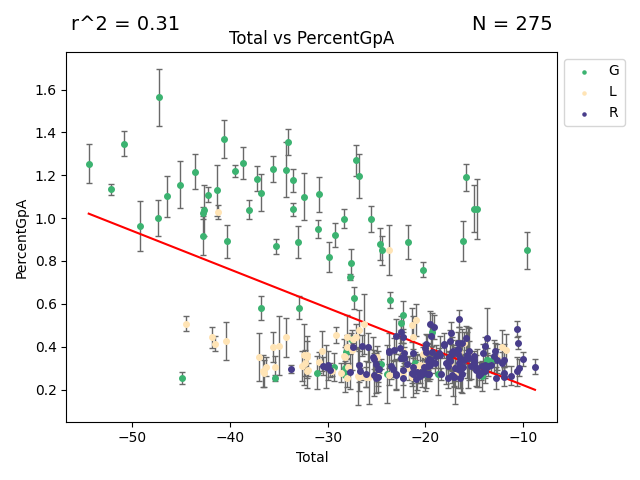 r^2 = 0.31
N = 275
Total vs PercentGpA
G
L
R
1.6
1.4
1.2
1.0
0.8
0.6
0.4
0.2
PercentGpA
−50
−40
−30
−20
−10
Total